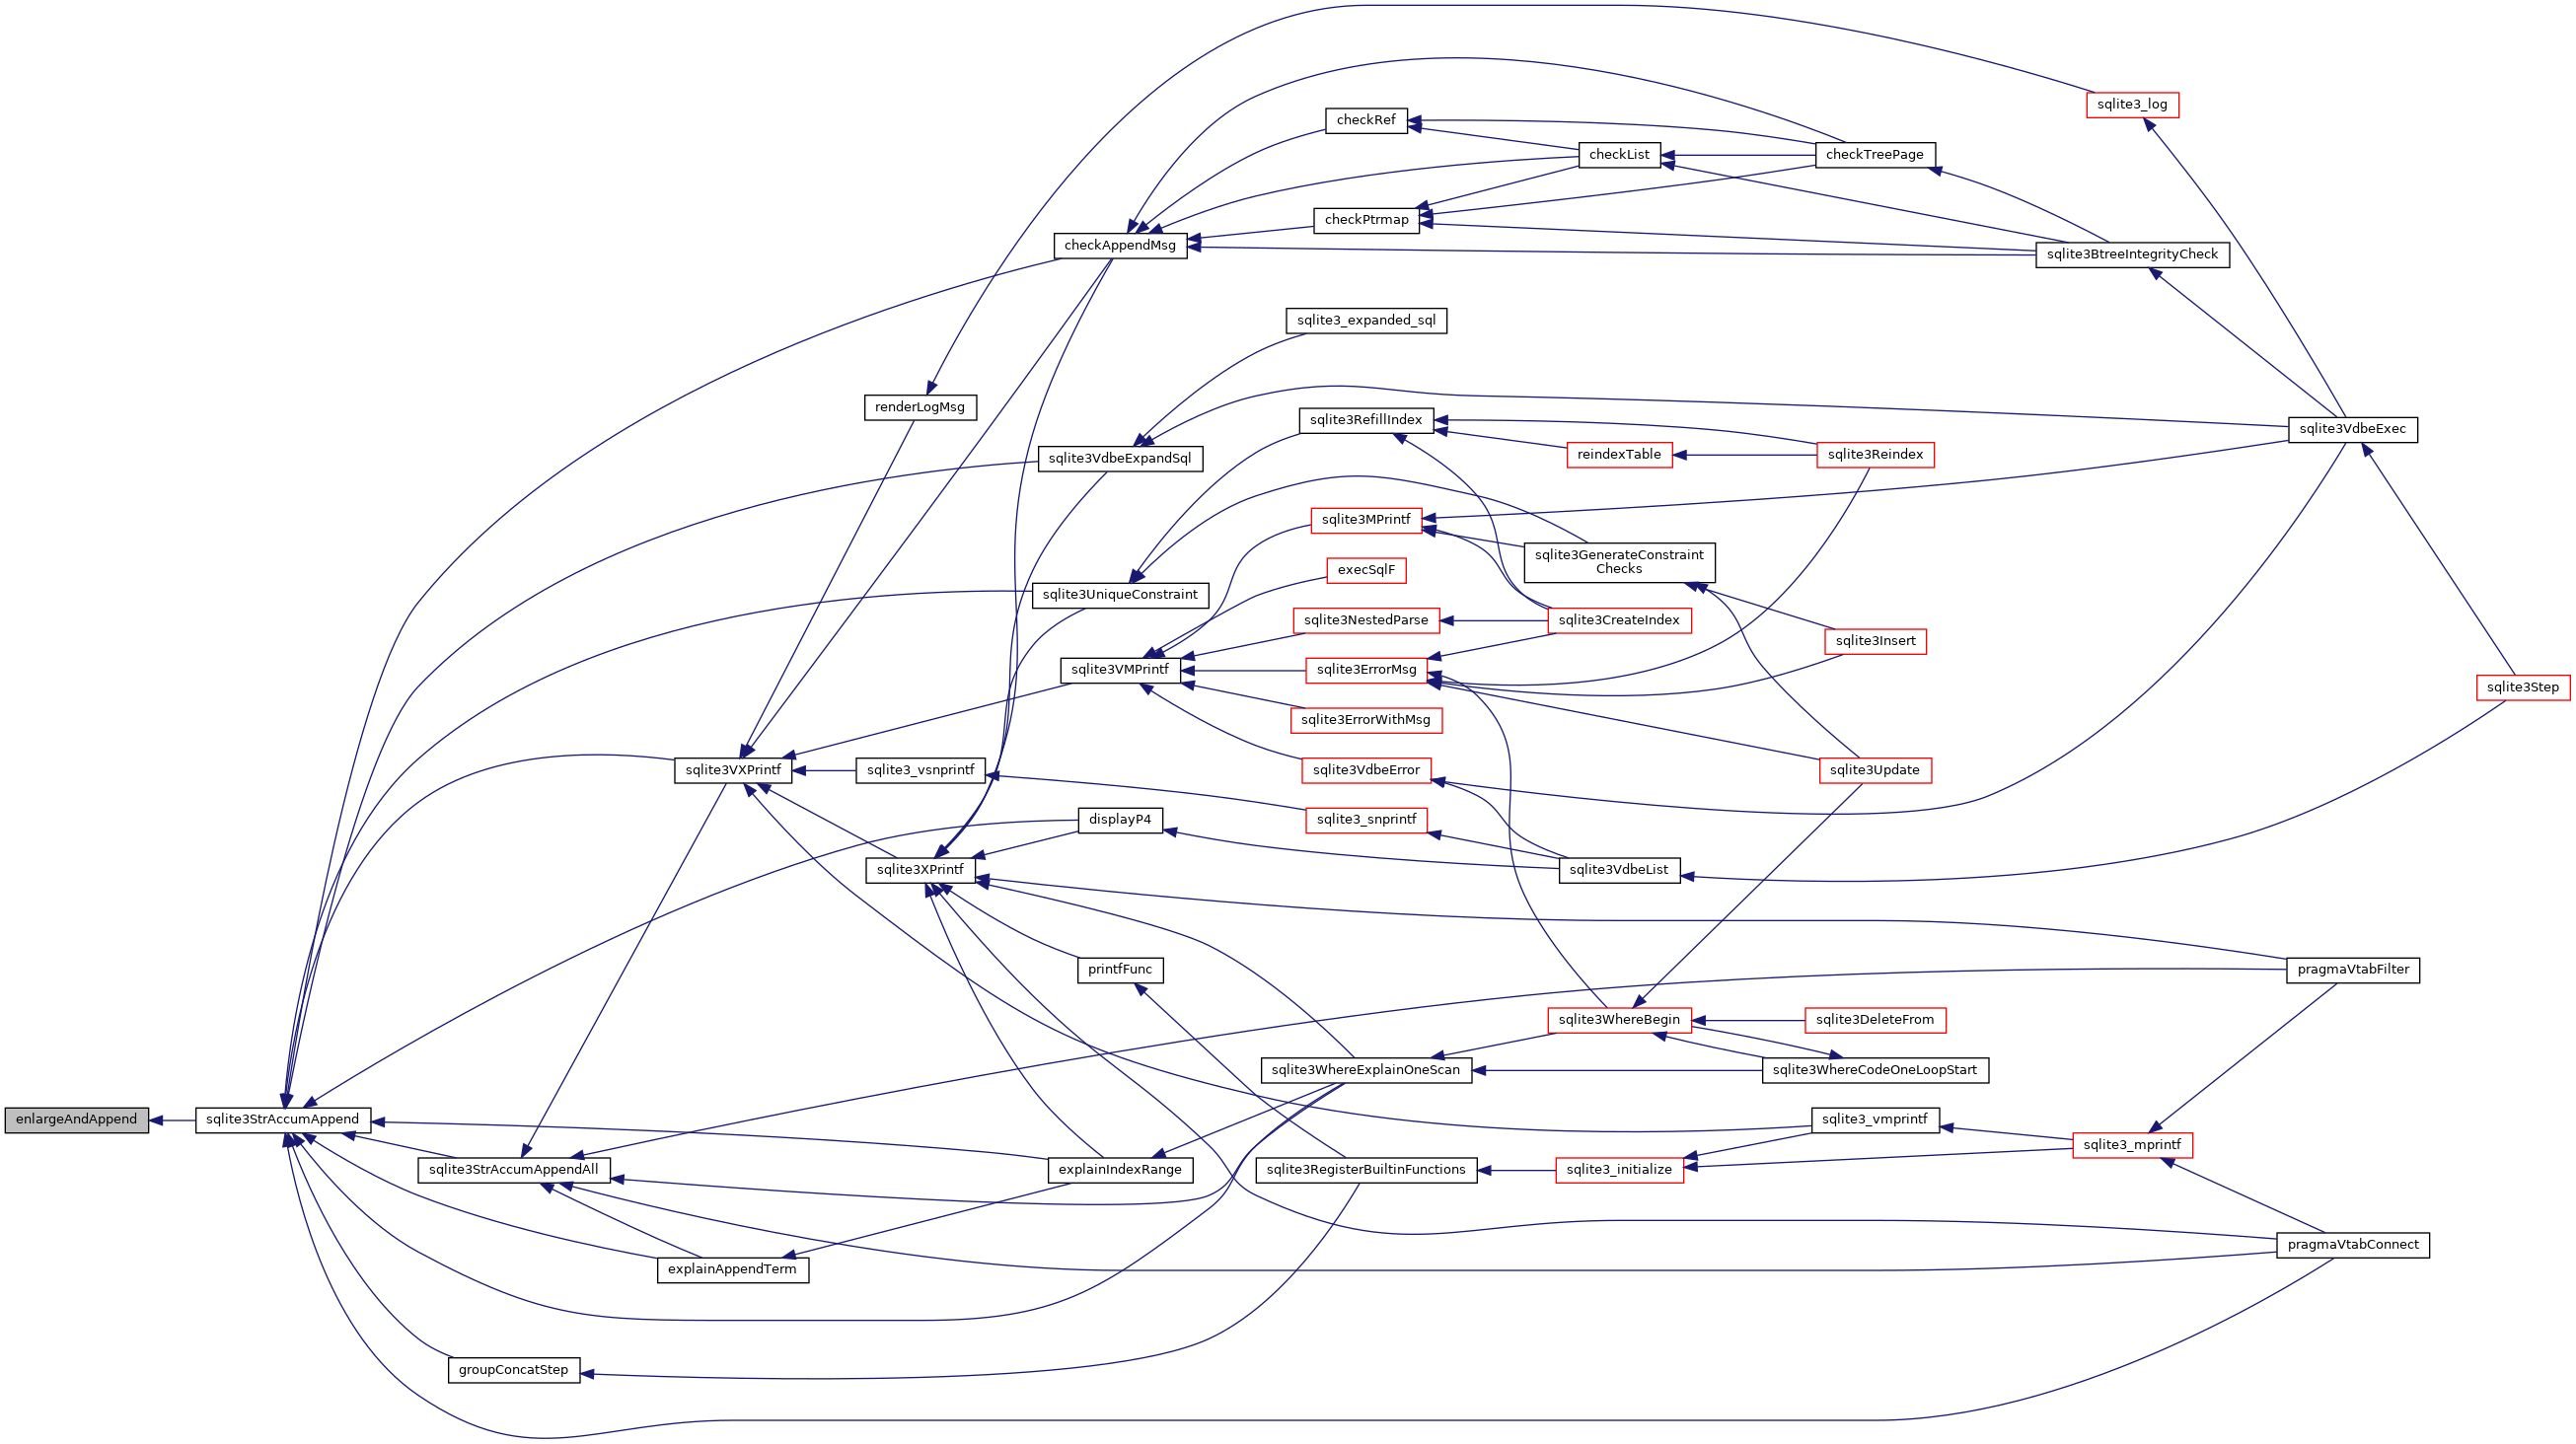 sqlite3_log
checkRef
checkList
checkTreePage
checkPtrmap
checkAppendMsg
sqlite3BtreeIntegrityCheck
sqlite3_expanded_sql
renderLogMsg
sqlite3RefillIndex
sqlite3VdbeExec
sqlite3VdbeExpandSql
reindexTable
sqlite3Reindex
sqlite3MPrintf
sqlite3GenerateConstraint
Checks
execSqlF
sqlite3UniqueConstraint
sqlite3NestedParse
sqlite3CreateIndex
sqlite3Insert
sqlite3VMPrintf
sqlite3ErrorMsg
sqlite3Step
sqlite3ErrorWithMsg
sqlite3VXPrintf
sqlite3_vsnprintf
sqlite3VdbeError
sqlite3Update
displayP4
sqlite3_snprintf
sqlite3XPrintf
sqlite3VdbeList
printfFunc
pragmaVtabFilter
sqlite3WhereBegin
sqlite3DeleteFrom
sqlite3WhereExplainOneScan
sqlite3WhereCodeOneLoopStart
enlargeAndAppend
sqlite3StrAccumAppend
sqlite3_vmprintf
sqlite3_mprintf
sqlite3StrAccumAppendAll
explainIndexRange
sqlite3RegisterBuiltinFunctions
sqlite3_initialize
pragmaVtabConnect
explainAppendTerm
groupConcatStep